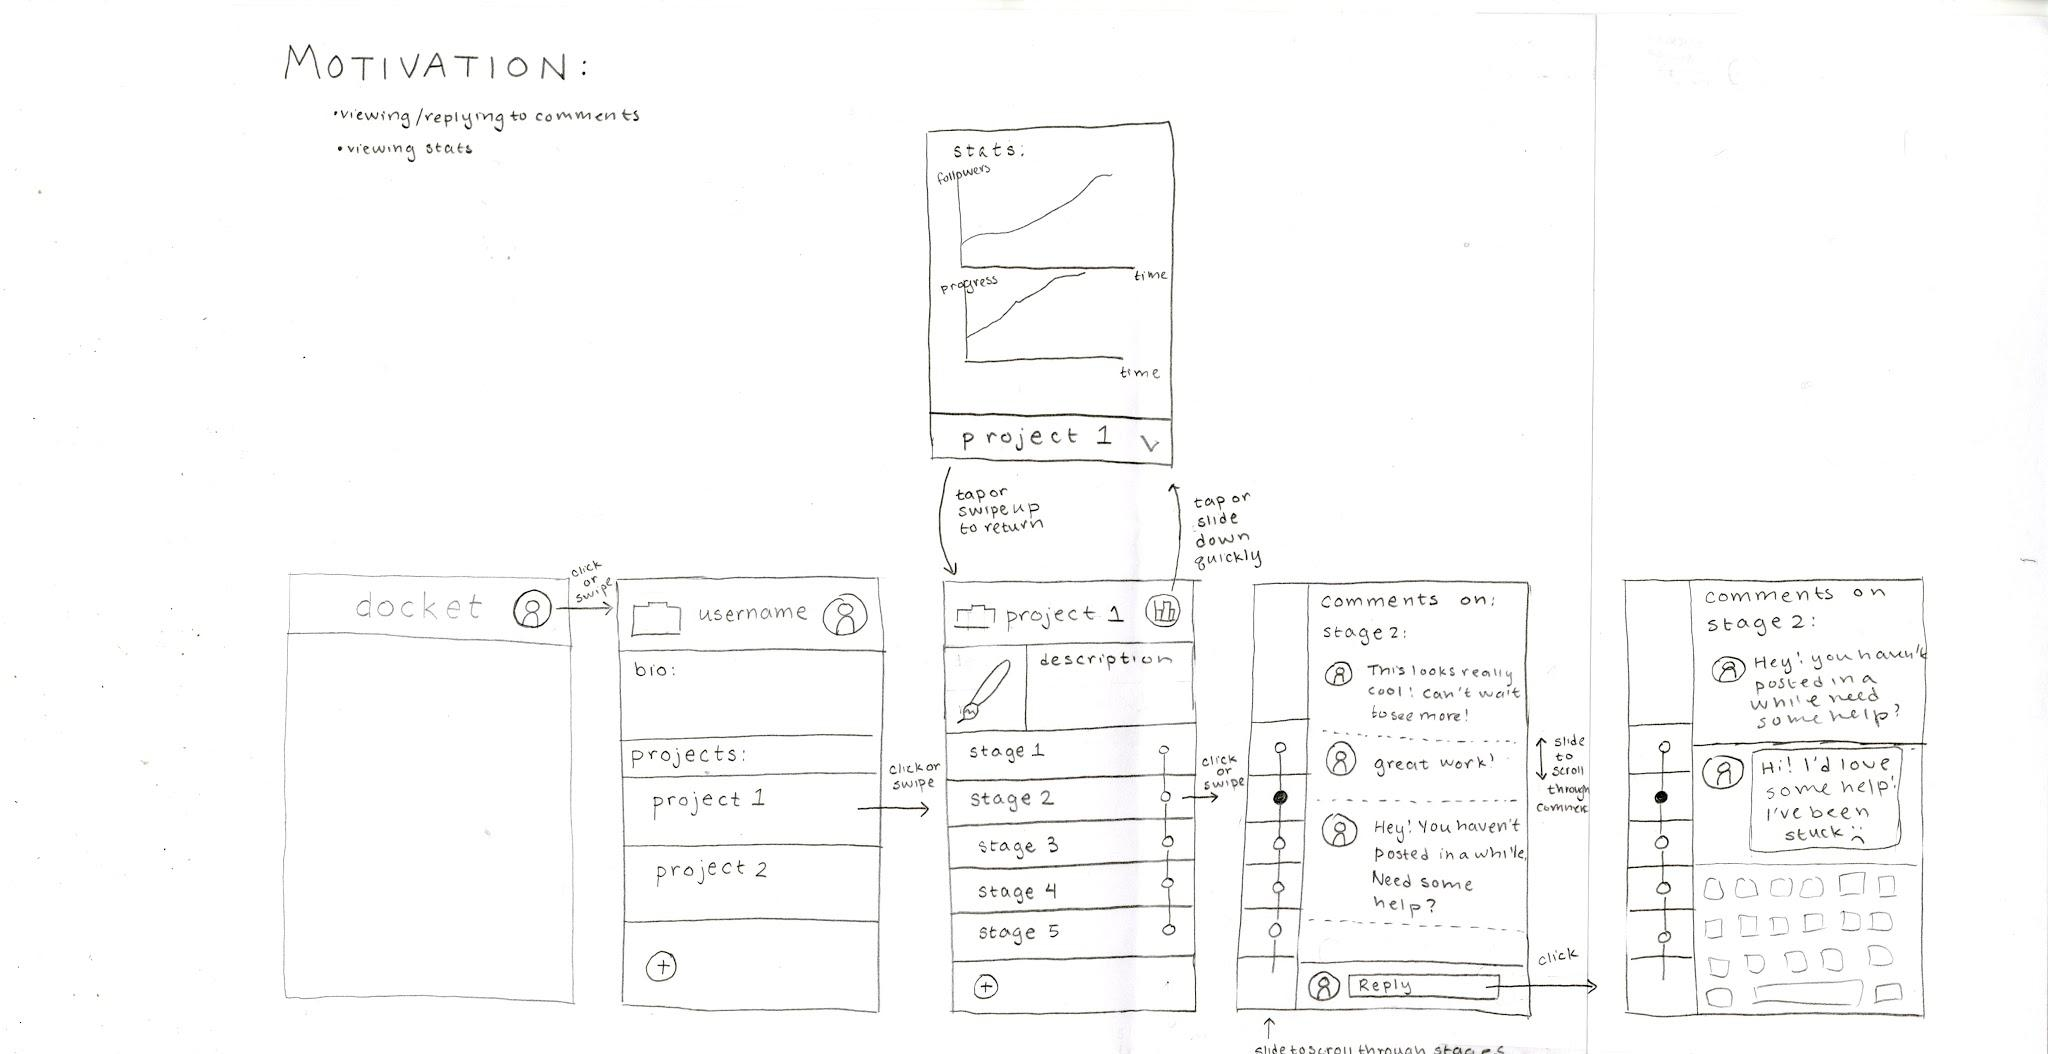 MOTIVATION:
•viewing/replying to comments
•viewing stats
stats:
followers
time
progress
time
project 1
tap or
swipe up
to return
tap or
slide
down
quickly
docket
click
or
swipe
username
bio:
projects:
project 1
project 2
click or
swipe
project 1
description
stage 1
stage 2
stage 3
stage 4
stage 5
click
or
swipe
comments on:
stage 2:
This looks really
cool! Can't wait
to see more!
great work!
Hey! You haven't
posted in a while,
Need some
help?
Reply
slide
to
scroll
through
commen
click
slide to scroll through stages
comments on
stage 2:
Hey! you haven't
posted in a
while need
some help?
Hi! I'd love
some help!
I've been
stuck :(